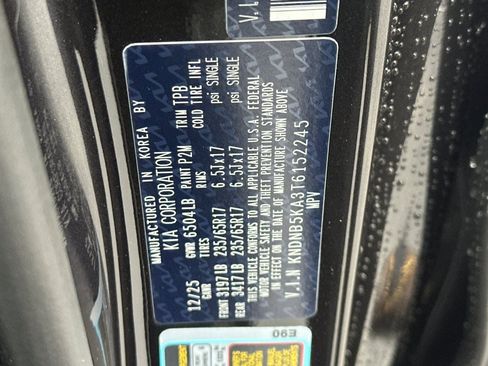 MANUFACTURED IN KOREA BY
KIA CORPORATION
12/25 GVWR 6504LB PAINT P2M TRIM TPB
GAWR TIRES RIMS COLD TIRE INFL
FRONT 3197LB 235/65R17 6.5Jx17 psi SINGLE
REAR 3417LB 235/65R17 6.5Jx17 psi SINGLE
THIS VEHICLE CONFORMS TO ALL APPLICABLE U.S.A. FEDERAL
MOTOR VEHICLE SAFETY AND THEFT PREVENTION STANDARDS
IN EFFECT ON THE DATE OF MANUFACTURE SHOWN ABOVE
V.I.N KNDNB5KA3T6152245
MPV
V.I.N
E90